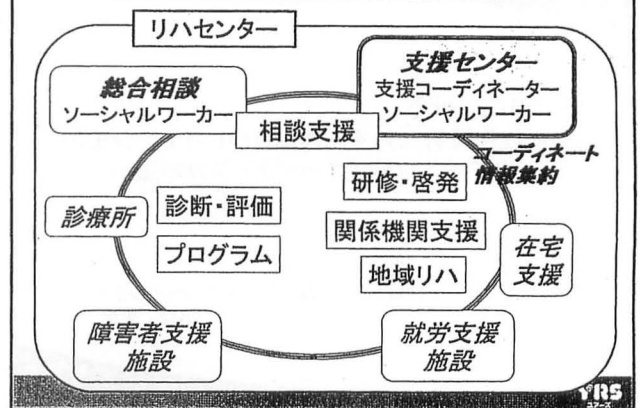 リハセンター
総合相談
ソーシャルワーカー
支援センター
支援コーディネーター
ソーシャルワーカー
相談支援
コーディネート
情報集約
診療所
診断・評価
プログラム
研修・啓発
関係機関支援
地域リハ
在宅
支援
障害者支援
施設
就労支援
施設
YRS